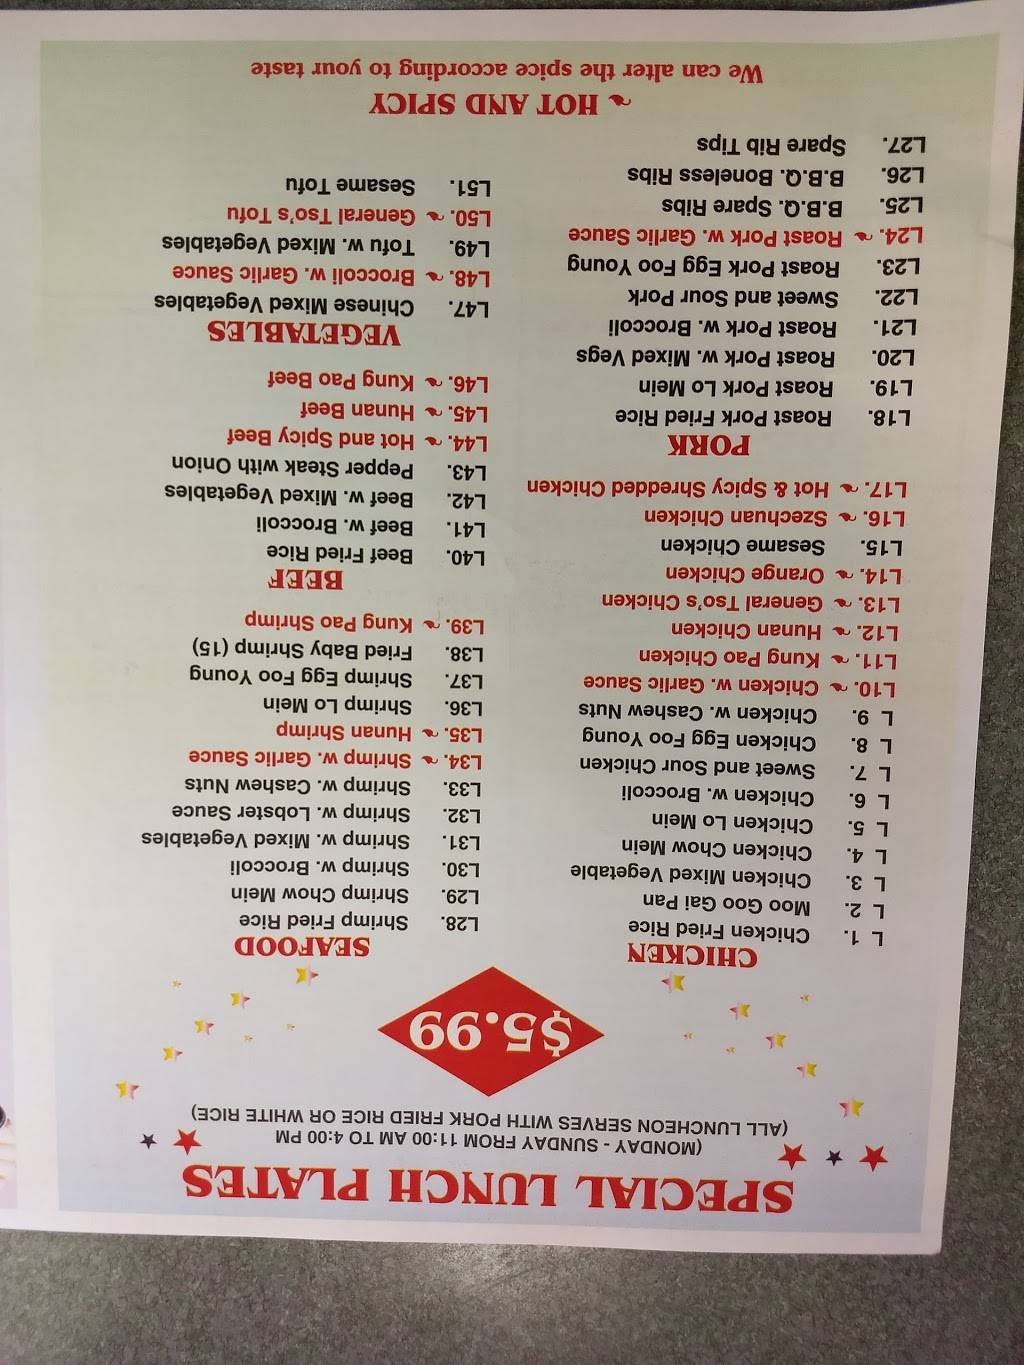 SPECIAL LUNCH PLATES
(MONDAY - SUNDAY FROM 11:00 AM TO 4:00 PM
(ALL LUNCHEON SERVES WITH PORK FRIED RICE OR WHITE RICE)
$5.99
CHICKEN
L 1. Chicken Fried Rice
L 2. Moo Goo Gai Pan
L 3. Chicken Mixed Vegetable
L 4. Chicken Chow Mein
L 5. Chicken Lo Mein
L 6. Chicken w. Broccoli
L 7. Sweet and Sour Chicken
L 8. Chicken Egg Foo Young
L 9. Chicken w. Cashew Nuts
L10. Chicken w. Garlic Sauce
L11. Kung Pao Chicken
L12. Hunan Chicken
L13. General Tso's Chicken
L14. Orange Chicken
L15. Sesame Chicken
L16. Szechuan Chicken
L17. Hot & Spicy Shredded Chicken
PORK
L18. Roast Pork Fried Rice
L19. Roast Pork Lo Mein
L20. Roast Pork w. Mixed Vegs
L21. Roast Pork w. Broccoli
L22. Sweet and Sour Pork
L23. Roast Pork Egg Foo Young
L24. Roast Pork w. Garlic Sauce
L25. B.B.Q. Spare Ribs
L26. B.B.Q. Boneless Ribs
L27. Spare Rib Tips
SEAFOOD
L28. Shrimp Fried Rice
L29. Shrimp Chow Mein
L30. Shrimp w. Broccoli
L31. Shrimp w. Mixed Vegetables
L32. Shrimp w. Lobster Sauce
L33. Shrimp w. Cashew Nuts
L34. Shrimp w. Garlic Sauce
L35. Hunan Shrimp
L36. Shrimp Lo Mein
L37. Shrimp Egg Foo Young
L38. Fried Baby Shrimp (15)
L39. Kung Pao Shrimp
BEEF
L40. Beef Fried Rice
L41. Beef w. Broccoli
L42. Beef w. Mixed Vegetables
L43. Pepper Steak with Onion
L44. Hot and Spicy Beef
L45. Hunan Beef
L46. Kung Pao Beef
VEGETABLES
L47. Chinese Mixed Vegetables
L48. Broccoli w. Garlic Sauce
L49. Tofu w. Mixed Vegetables
L50. General Tso's Tofu
L51. Sesame Tofu
HOT AND SPICY
We can alter the spice according to your taste